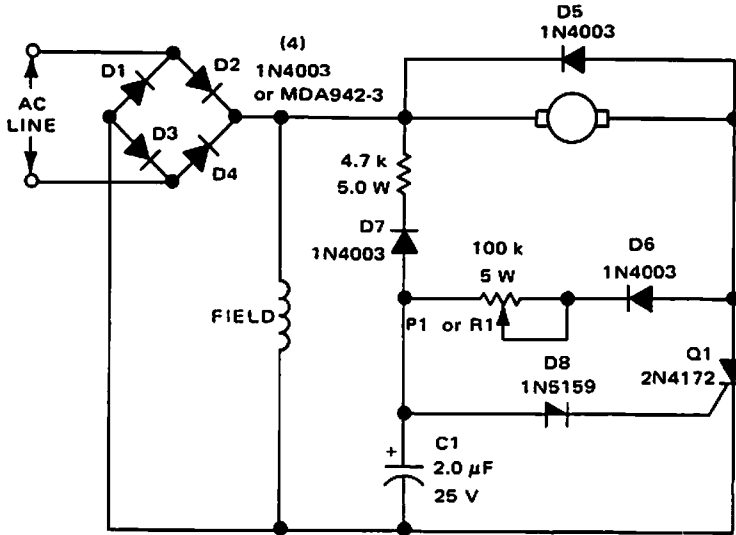 D5
1N4003
(4)
1N4003
or MDA942-3
D1
D2
AC
LINE
D3
D4
4.7 k
5.0 W
D7
1N4003
100 k
5 W
D6
1N4003
FIELD
P1 or R1
Q1
2N4172
D8
1N5159
+
C1
2.0 µF
25 V